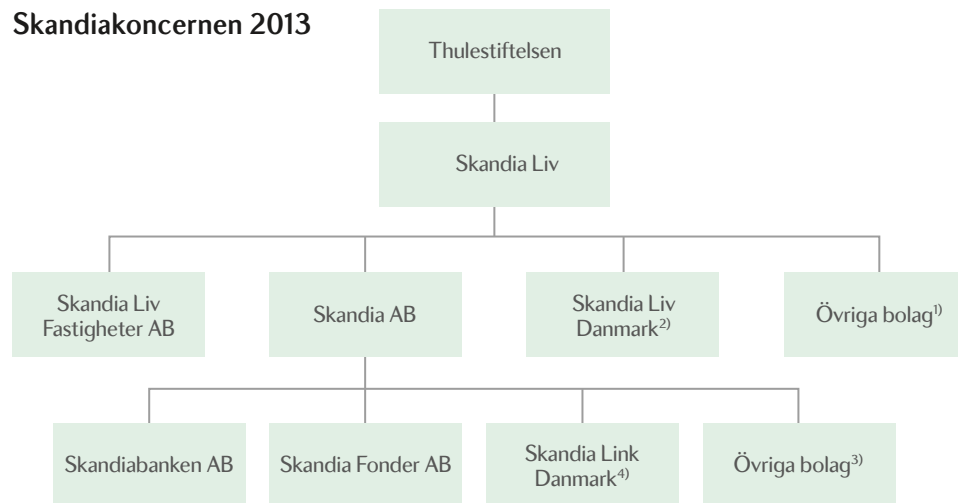 Skandiakoncernen 2013
Thulestiftelsen
Skandia Liv
Skandia Liv
Fastigheter AB
Skandia AB
Skandia Liv
Danmark2)
Övriga bolag1)
Skandiabanken AB
Skandia Fonder AB
Skandia Link
Danmark4)
Övriga bolag3)